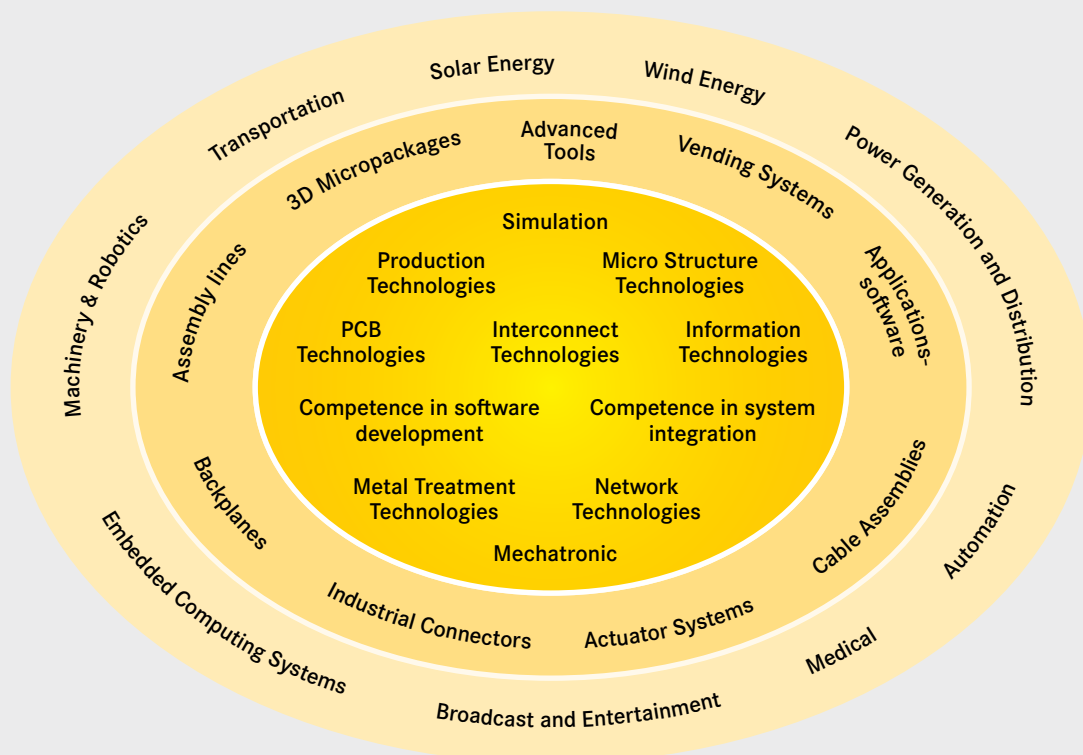 Solar Energy
Wind Energy
Transportation
Power Generation and Distribution
Machinery & Robotics
Automation
Embedded Computing Systems
Medical
Broadcast and Entertainment
3D Micropackages
Advanced
Tools
Vending Systems
Assembly lines
Applications-
software
Backplanes
Cable Assemblies
Industrial Connectors
Actuator Systems
Simulation
Production
Technologies
Micro Structure
Technologies
PCB
Technologies
Interconnect
Technologies
Information
Technologies
Competence in software
development
Competence in system
integration
Metal Treatment
Technologies
Network
Technologies
Mechatronic